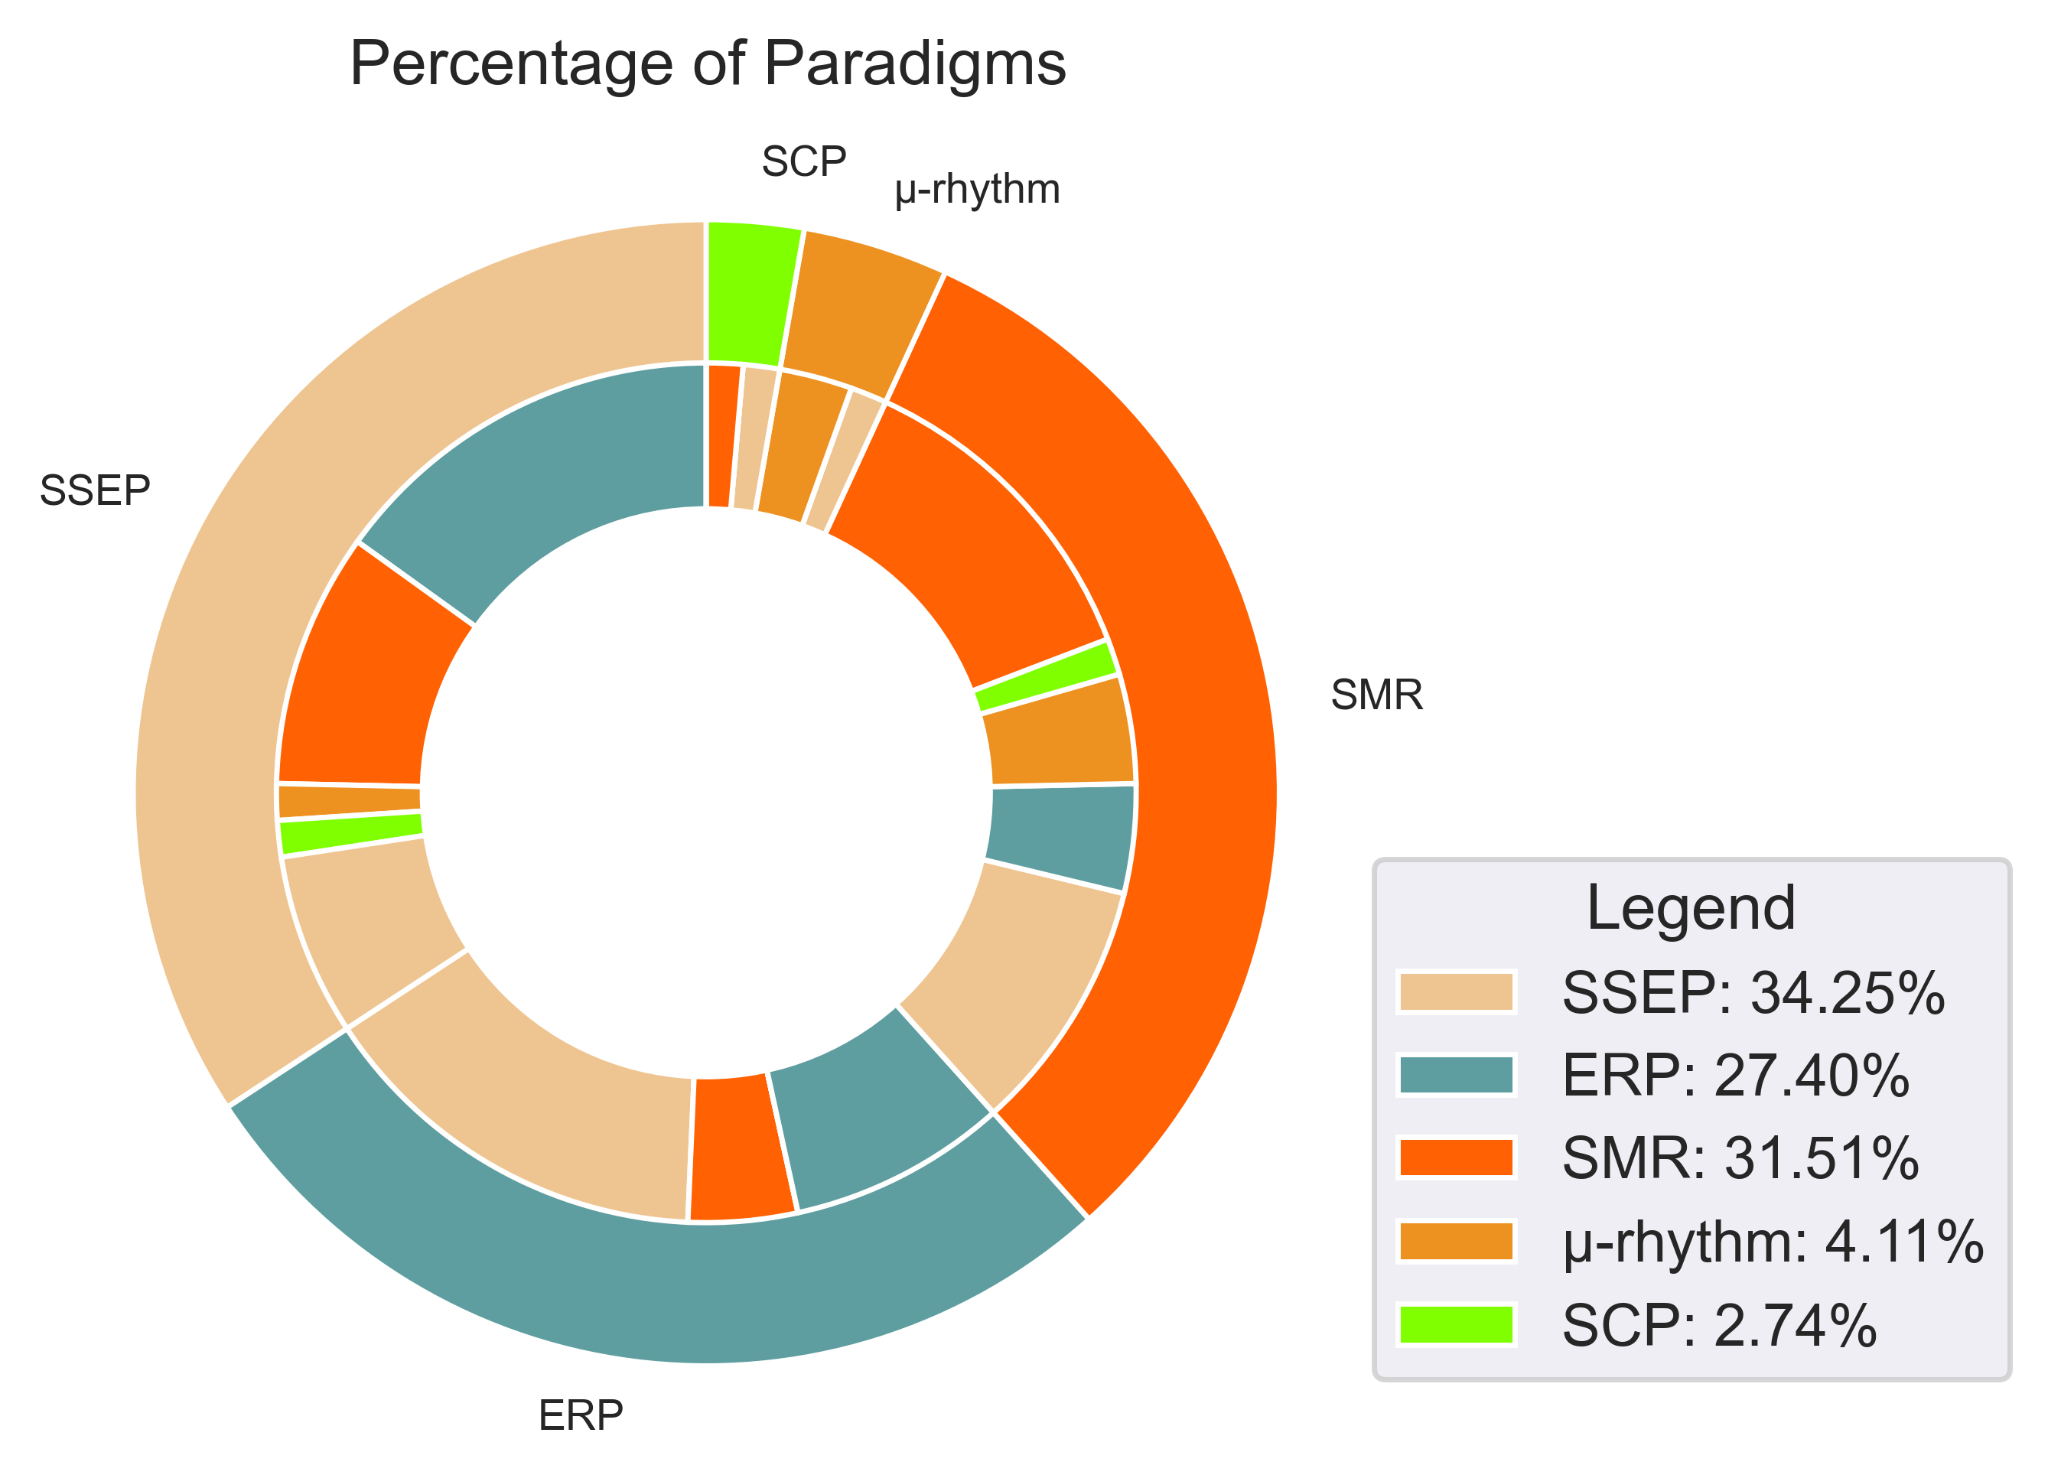 Percentage of Paradigms
SCP
µ-rhythm
SSEP
SMR
ERP
Legend
SSEP: 34.25%
ERP: 27.40%
SMR: 31.51%
µ-rhythm: 4.11%
SCP: 2.74%